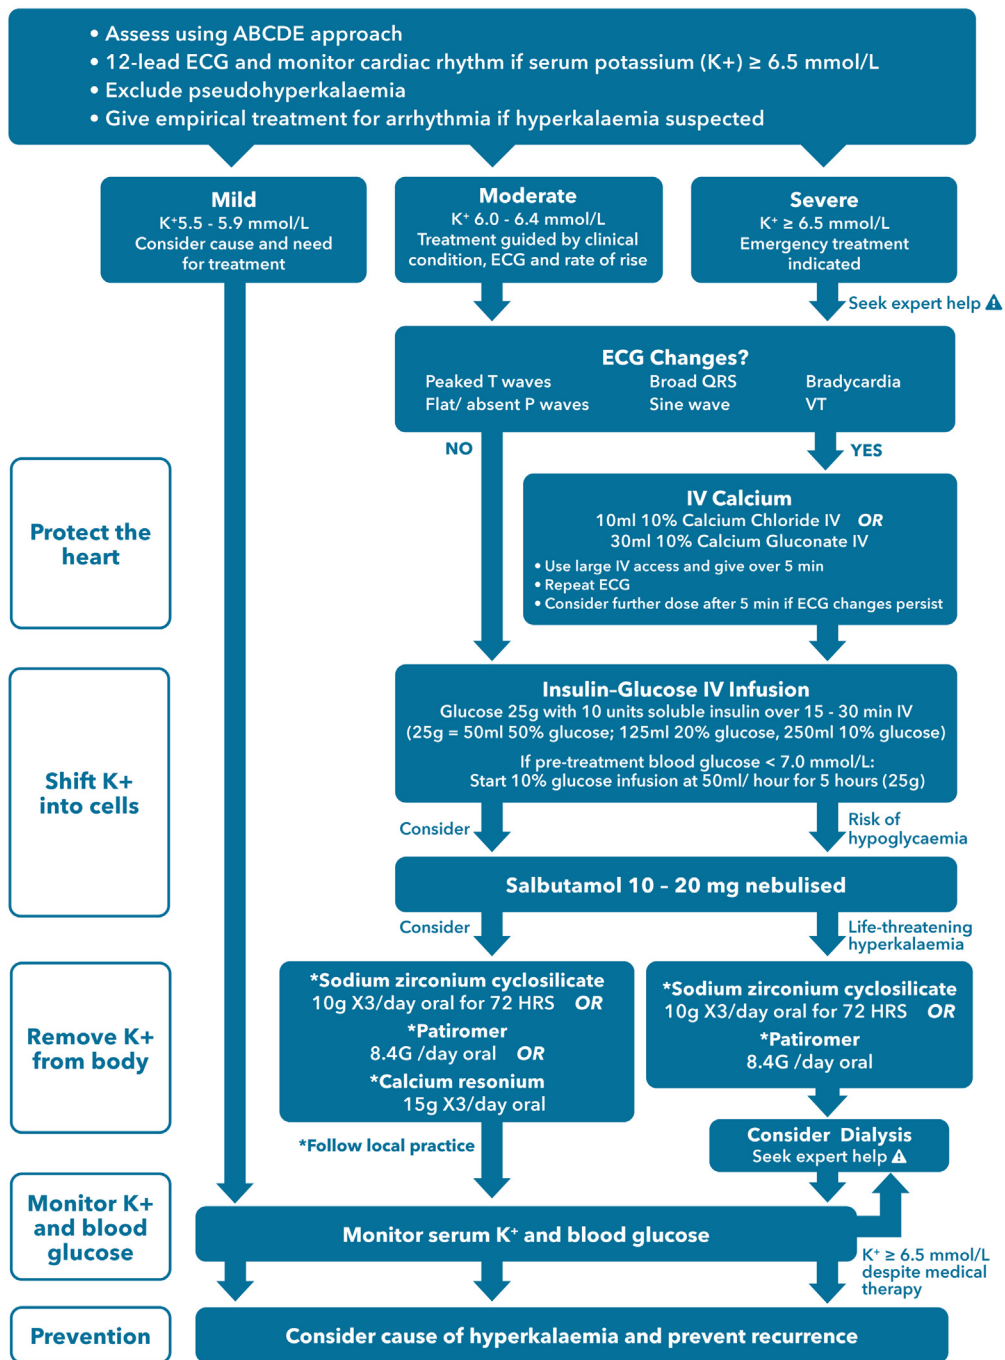 • Assess using ABCDE approach
• 12-lead ECG and monitor cardiac rhythm if serum potassium (K+) ≥ 6.5 mmol/L
• Exclude pseudohyperkalaemia
• Give empirical treatment for arrhythmia if hyperkalaemia suspected
Mild
K⁺5.5 - 5.9 mmol/L
Consider cause and need
for treatment
Moderate
K⁺ 6.0 - 6.4 mmol/L
Treatment guided by clinical
condition, ECG and rate of rise
Severe
K⁺ ≥ 6.5 mmol/L
Emergency treatment
indicated
Seek expert help ⚠
ECG Changes?
Peaked T waves
Broad QRS
Bradycardia
Flat/ absent P waves
Sine wave
VT
NO
YES
Protect the
heart
IV Calcium
10ml 10% Calcium Chloride IV OR
30ml 10% Calcium Gluconate IV
• Use large IV access and give over 5 min
• Repeat ECG
• Consider further dose after 5 min if ECG changes persist
Shift K+
into cells
Insulin–Glucose IV Infusion
Glucose 25g with 10 units soluble insulin over 15 - 30 min IV
(25g = 50ml 50% glucose; 125ml 20% glucose, 250ml 10% glucose)
If pre-treatment blood glucose < 7.0 mmol/L:
Start 10% glucose infusion at 50ml/ hour for 5 hours (25g)
Consider
Risk of
hypoglycaemia
Salbutamol 10 – 20 mg nebulised
Consider
Life-threatening
hyperkalaemia
Remove K+
from body
*Sodium zirconium cyclosilicate
10g X3/day oral for 72 HRS OR
*Patiromer
8.4G /day oral OR
*Calcium resonium
15g X3/day oral
*Sodium zirconium cyclosilicate
10g X3/day oral for 72 HRS OR
*Patiromer
8.4G /day oral
*Follow local practice
Consider Dialysis
Seek expert help ⚠
Monitor K+
and blood
glucose
Monitor serum K⁺ and blood glucose
K⁺ ≥ 6.5 mmol/L
despite medical
therapy
Prevention
Consider cause of hyperkalaemia and prevent recurrence